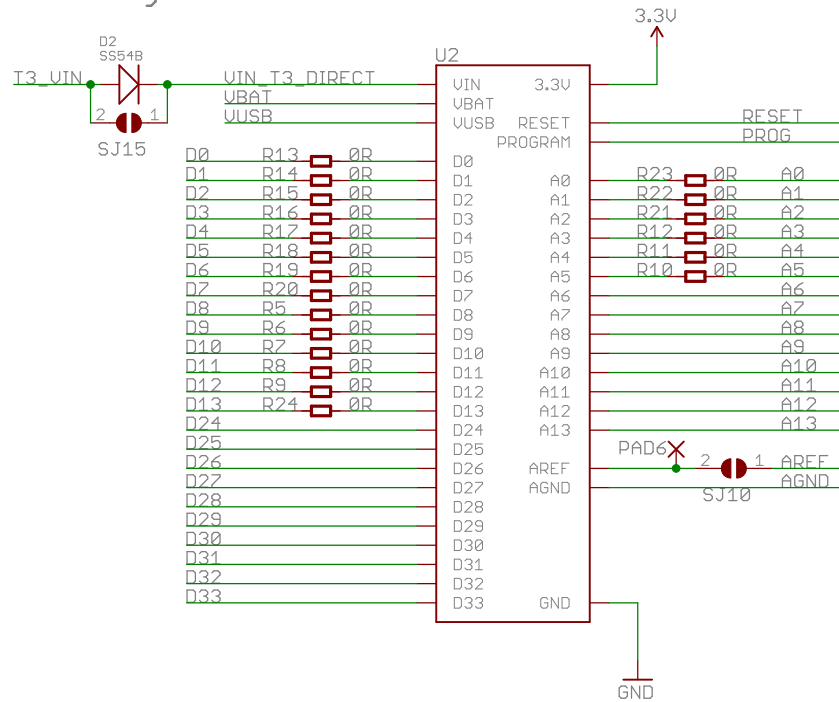 3.3V
D2
SS54B
U2
T3_VIN VIN_T3_DIRECT VIN 3.3V
VBAT VBAT
2 1 VUSB VUSB RESET RESET
SJ15 PROGRAM PROG
D0 R13 0R D0
D1 R14 0R D1 A0 R23 0R A0
D2 R15 0R D2 A1 R22 0R A1
D3 R16 0R D3 A2 R21 0R A2
D4 R17 0R D4 A3 R12 0R A3
D5 R18 0R D5 A4 R11 0R A4
D6 R19 0R D6 A5 R10 0R A5
D7 R20 0R D7 A6 A6
D8 R5 0R D8 A7 A7
D9 R6 0R D9 A8 A8
D10 R7 0R D10 A9 A9
D11 R8 0R D11 A10 A10
D12 R9 0R D12 A11 A11
D13 R24 0R D13 A12 A12
D24 D24 A13 A13
D25 D25 PAD6
D26 D26 AREF 2 1 AREF
D27 D27 AGND SJ10 AGND
D28 D28
D29 D29
D30 D30
D31 D31
D32 D32
D33 D33 GND
GND